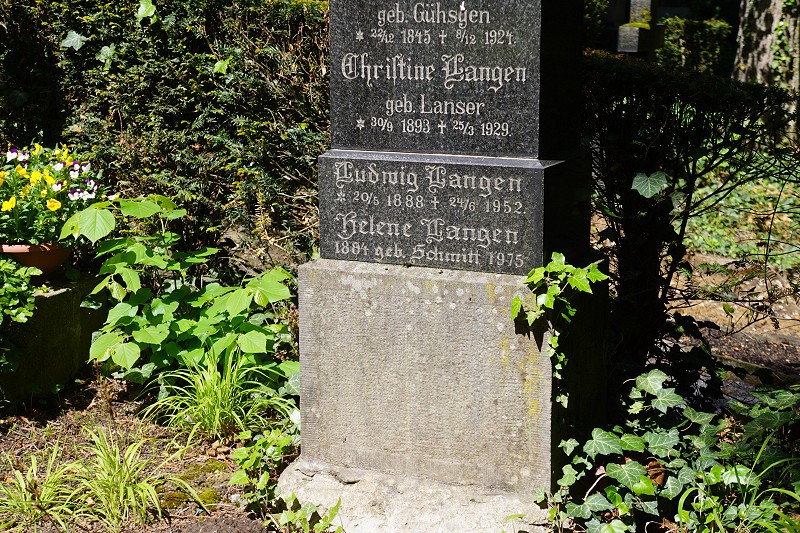 geb. Gühsgen
* 22/12 1845. + 8/12 1924.
Christine Langen
geb. Lanser
* 30/9 1893 + 25/3 1929.
Ludwig Langen
* 20/5 1888 + 24/6 1952.
Helene Langen
1884 geb. Schmitt 1975